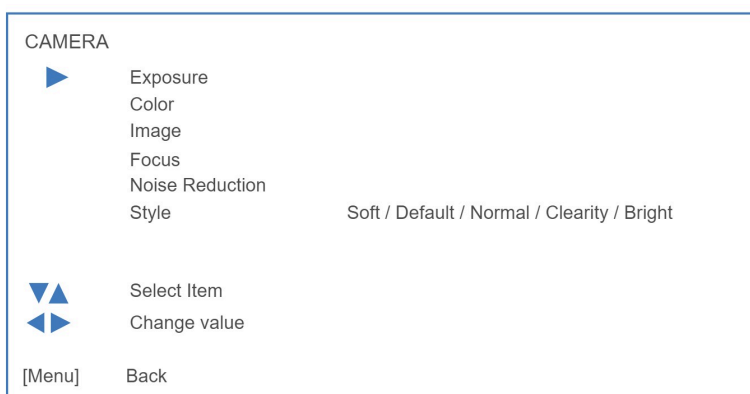 CAMERA
Exposure
Color
Image
Focus
Noise Reduction
Style Soft / Default / Normal / Clearity / Bright
Select Item
Change value
[Menu] Back